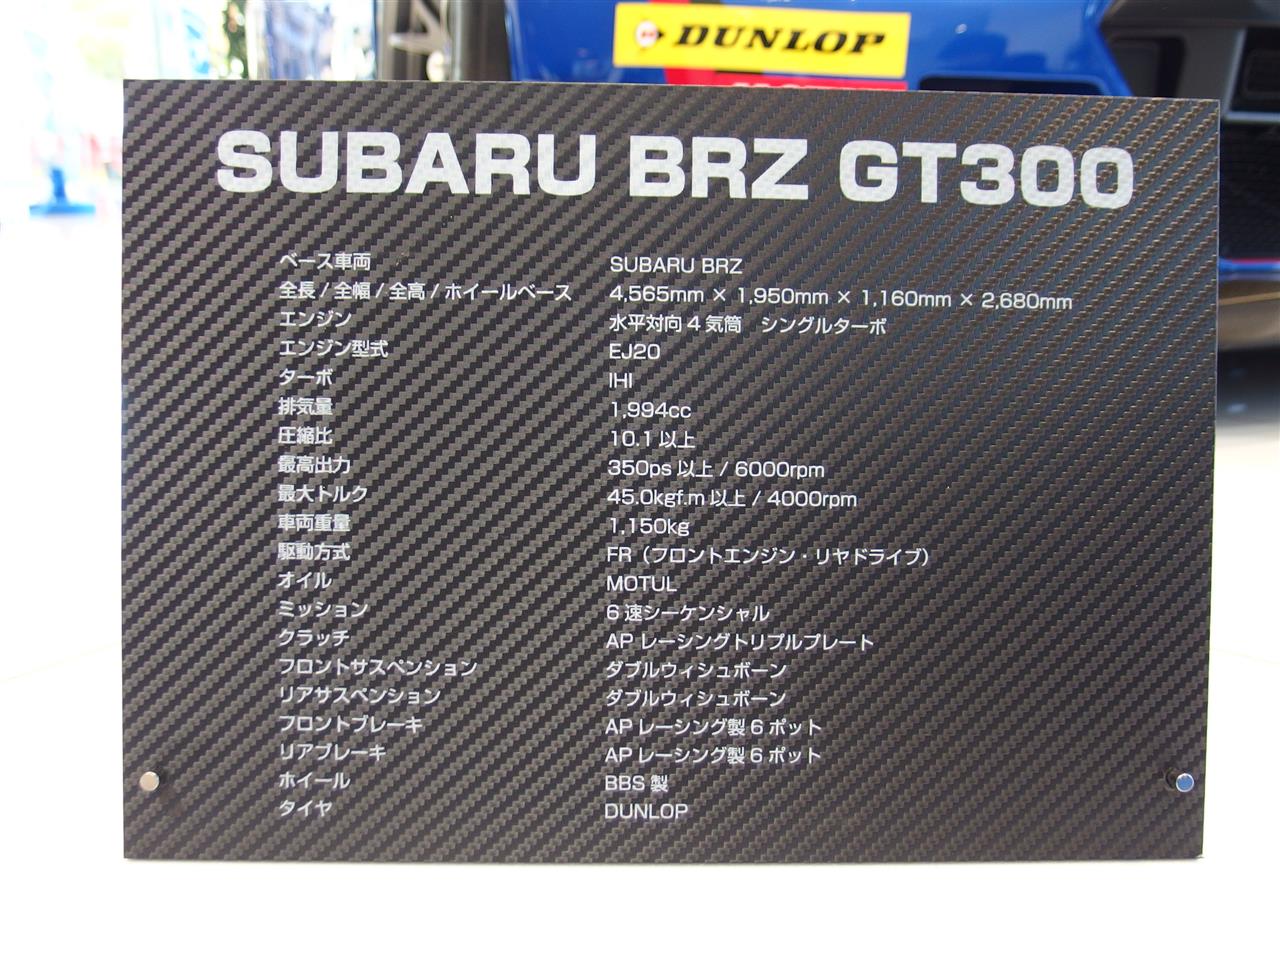 DUNLOP
SUBARU BRZ GT300
ベース車両 SUBARU BRZ
全長 / 全幅 / 全高 / ホイールベース 4,565mm × 1,950mm × 1,160mm × 2,680mm
エンジン 水平対向 4 気筒　シングルターボ
エンジン型式 EJ20
ターボ IHI
排気量 1,994cc
圧縮比 10.1 以上
最高出力 350ps 以上 / 6000rpm
最大トルク 45.0kgf.m 以上 / 4000rpm
車両重量 1,150kg
駆動方式 FR（フロントエンジン・リヤドライブ）
オイル MOTUL
ミッション 6 速シーケンシャル
クラッチ AP レーシングトリプルプレート
フロントサスペンション ダブルウィシュボーン
リアサスペンション ダブルウィシュボーン
フロントブレーキ AP レーシング製 6 ポット
リアブレーキ AP レーシング製 6 ポット
ホイール BBS 製
タイヤ DUNLOP